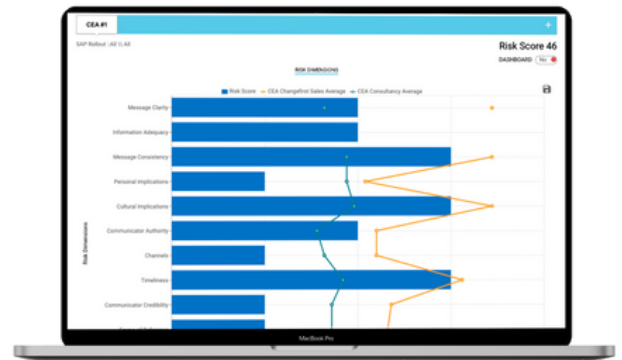 CEA #1
+
SAP Rollout : All \\ All
Risk Score 46
DASHBOARD No
RISK DIMENSIONS
Risk Score CEA Changefirst Sales Average CEA Consultancy Average
Message Clarity
Information Adequacy
Message Consistency
Personal Implications
Cultural Implications
Communicator Authority
Channels
Timeliness
Communicator Credibility
Risk Dimensions
MacBook Pro